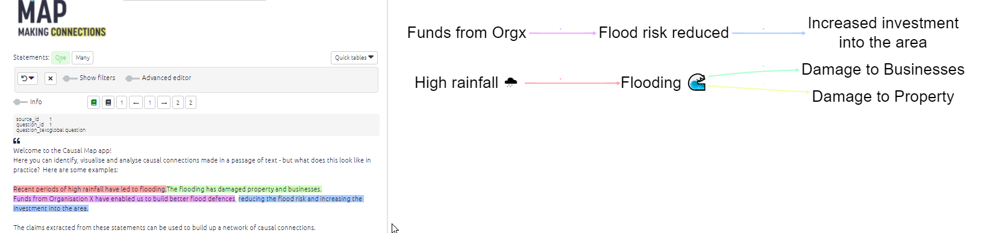 MAP
MAKING CONNECTIONS
Statements: One Many
Quick tables
Show filters Advanced editor
Info 1 ← 1 → 2 2
source_id 1
question_id 1
question_textglobal question
Welcome to the Causal Map app!
Here you can identify, visualise and analyse causal connections made in a passage of text - but what does this look like in
practice? Here are some examples:
Recent periods of high rainfall have led to flooding.The flooding has damaged property and businesses.
Funds from Organisation X have enabled us to build better flood defences, reducing the flood risk and increasing the
investment into the area.
The claims extracted from these statements can be used to build up a network of causal connections.
Funds from Orgx
Flood risk reduced
Increased investment
into the area
High rainfall
Flooding
Damage to Businesses
Damage to Property